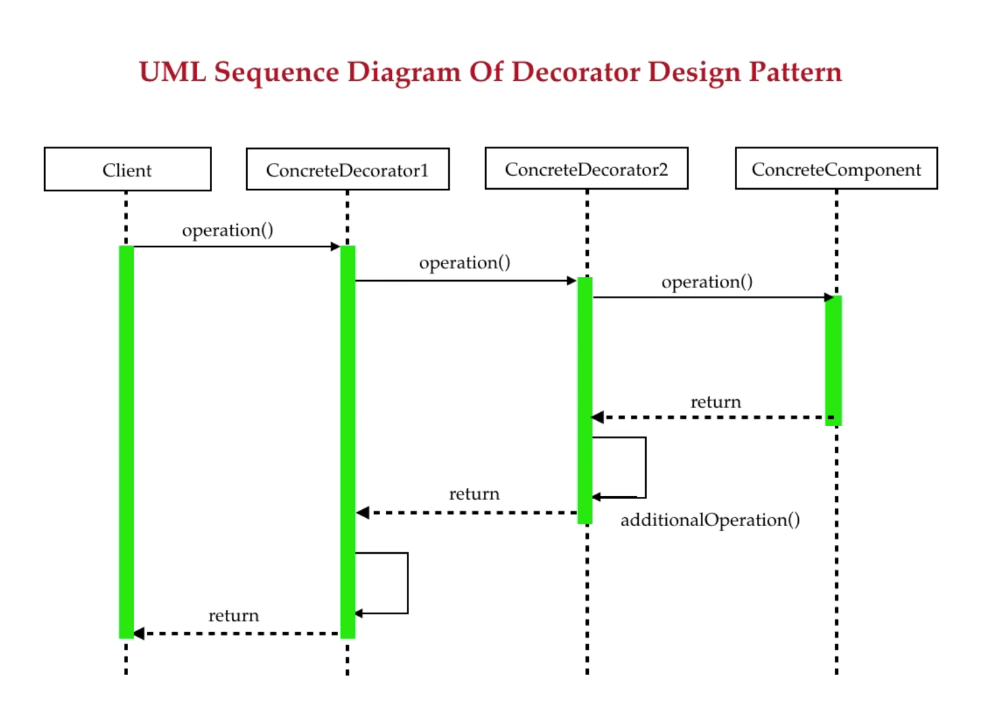 UML Sequence Diagram Of Decorator Design Pattern
Client
ConcreteDecorator1
ConcreteDecorator2
ConcreteComponent
operation()
operation()
operation()
return
return
additionalOperation()
return